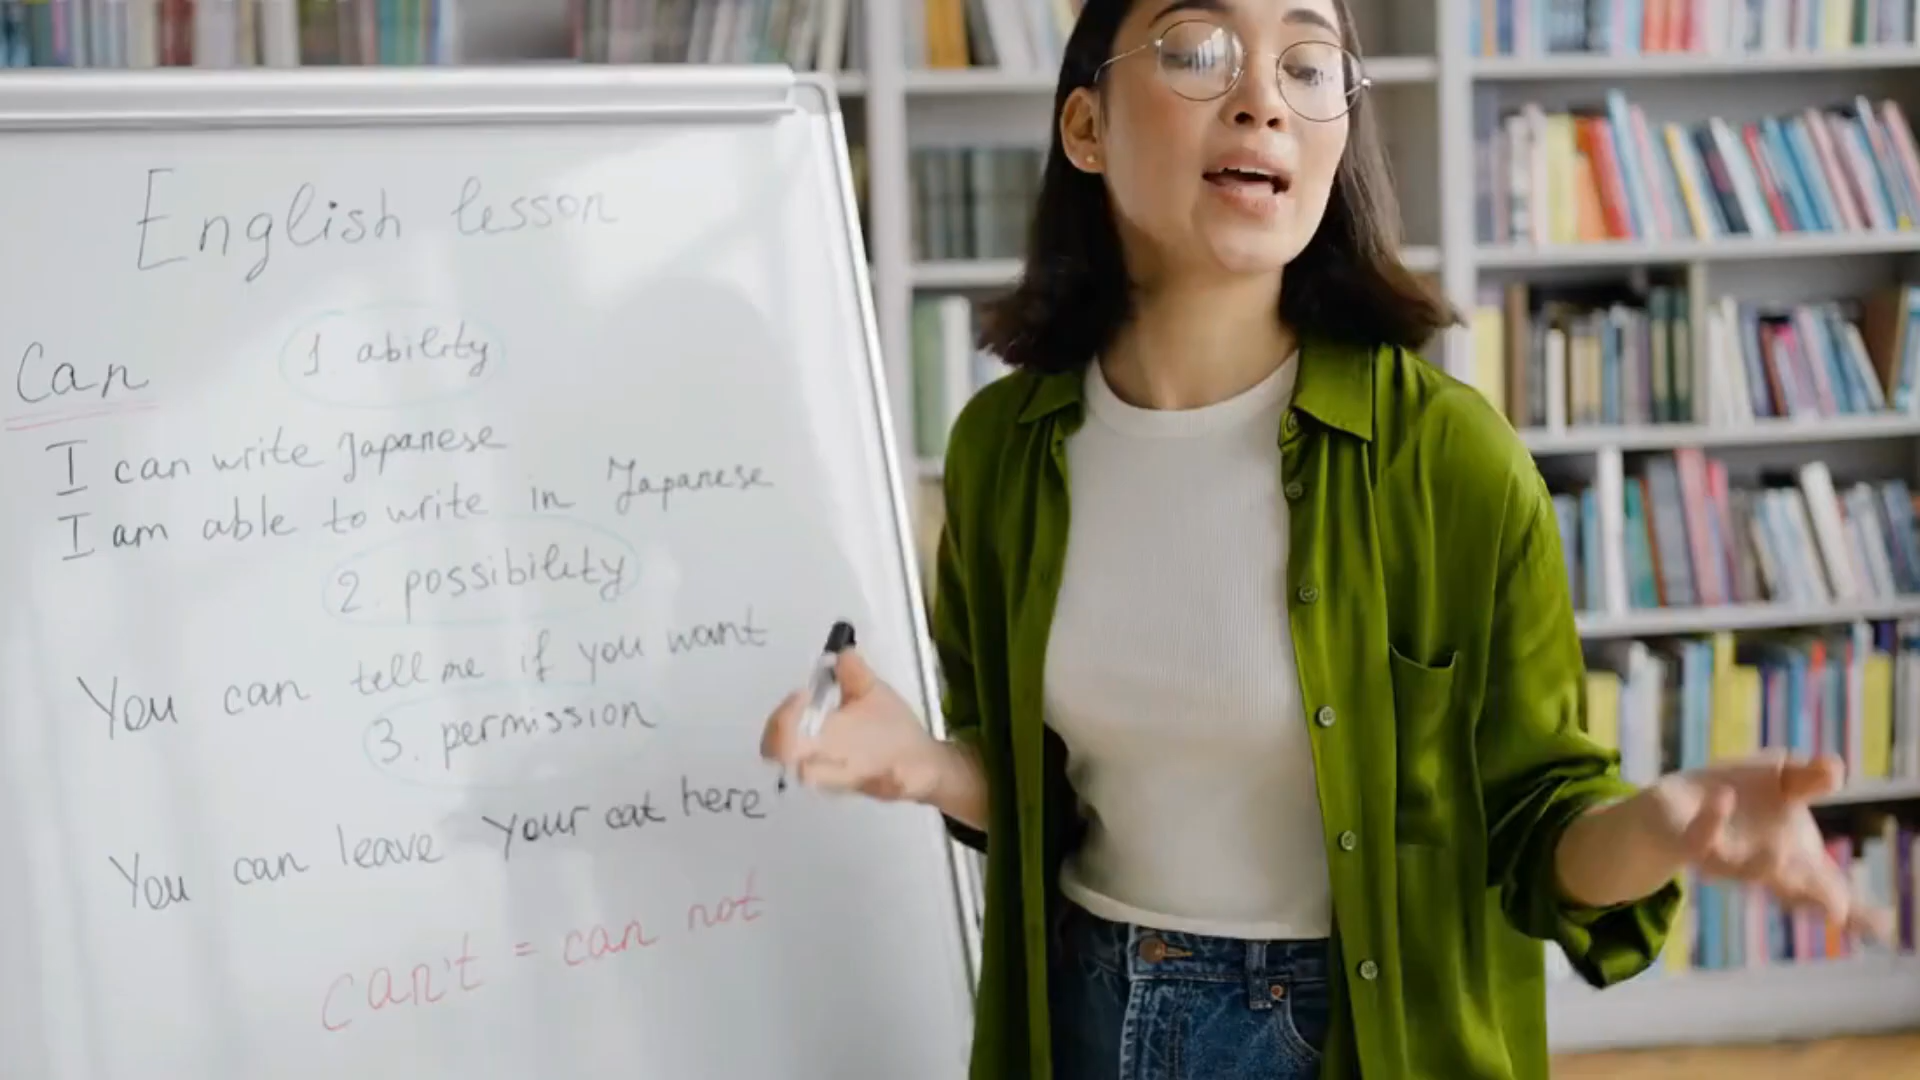 English lesson
Can 1 ability
I can write Japanese
I am able to write in Japanese
2. possibility
You can tell me if you want
3. permission
You can leave your cat here
can't = can not